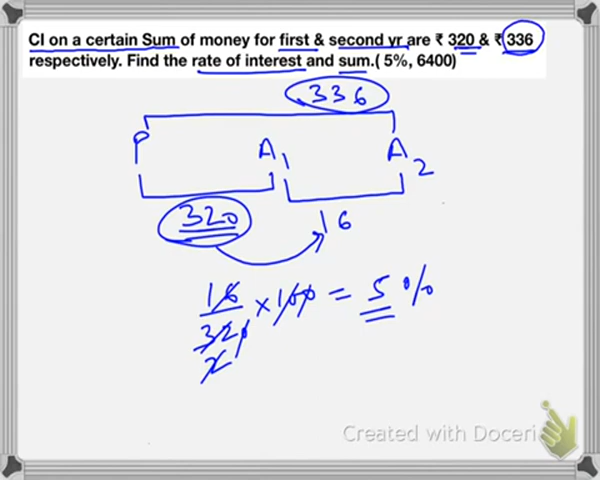 CI on a certain Sum of money for first & second yr are ₹ 320 & ₹ 336
respectively. Find the rate of interest and sum.( 5%, 6400)
336
P A1 A2
320
16
16/320 × 100 = 5 %
2
Created with Doceri